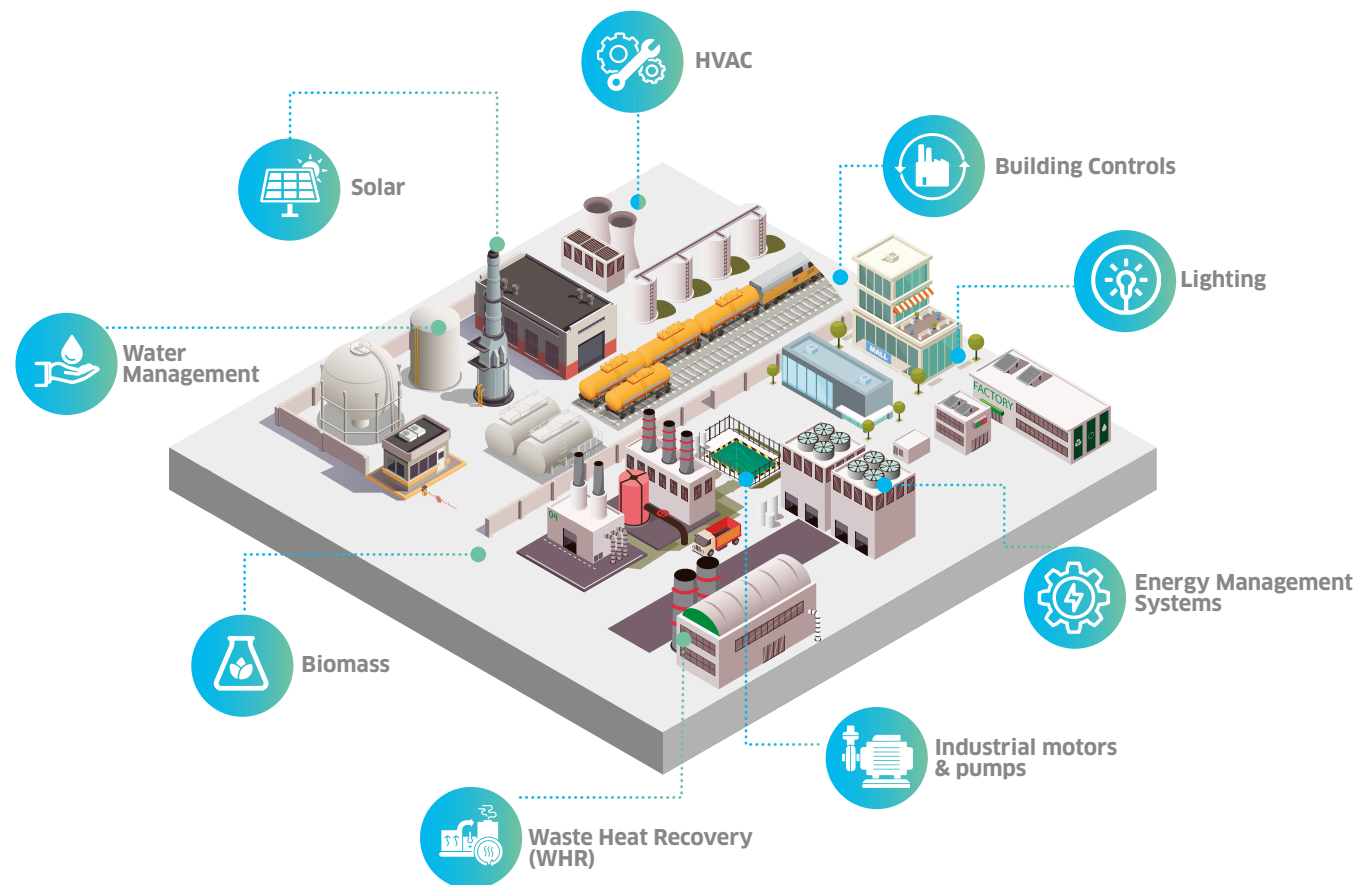 HVAC
Building Controls
Solar
Lighting
Water
Management
MALL
FACTORY
04
Energy Management
Systems
Biomass
Industrial motors
& pumps
Waste Heat Recovery
(WHR)